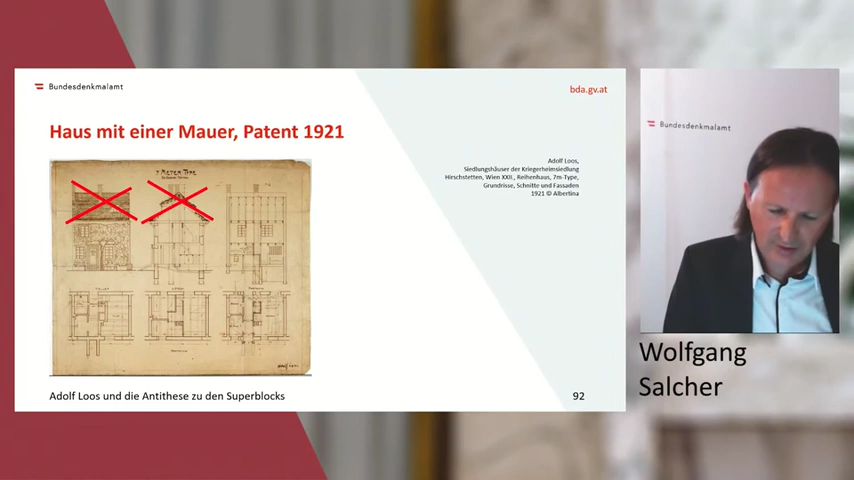 Bundesdenkmalamt
bda.gv.at
Haus mit einer Mauer, Patent 1921
7 METER TYPE
Adolf Loos,
Siedlungshäuser der Kriegerheimsiedlung
Hirschstetten, Wien XXII., Reihenhaus, 7m-Type,
Grundrisse, Schnitte und Fassaden
1921 © Albertina
Adolf Loos und die Antithese zu den Superblocks
92
Bundesdenkmalamt
Wolfgang
Salcher